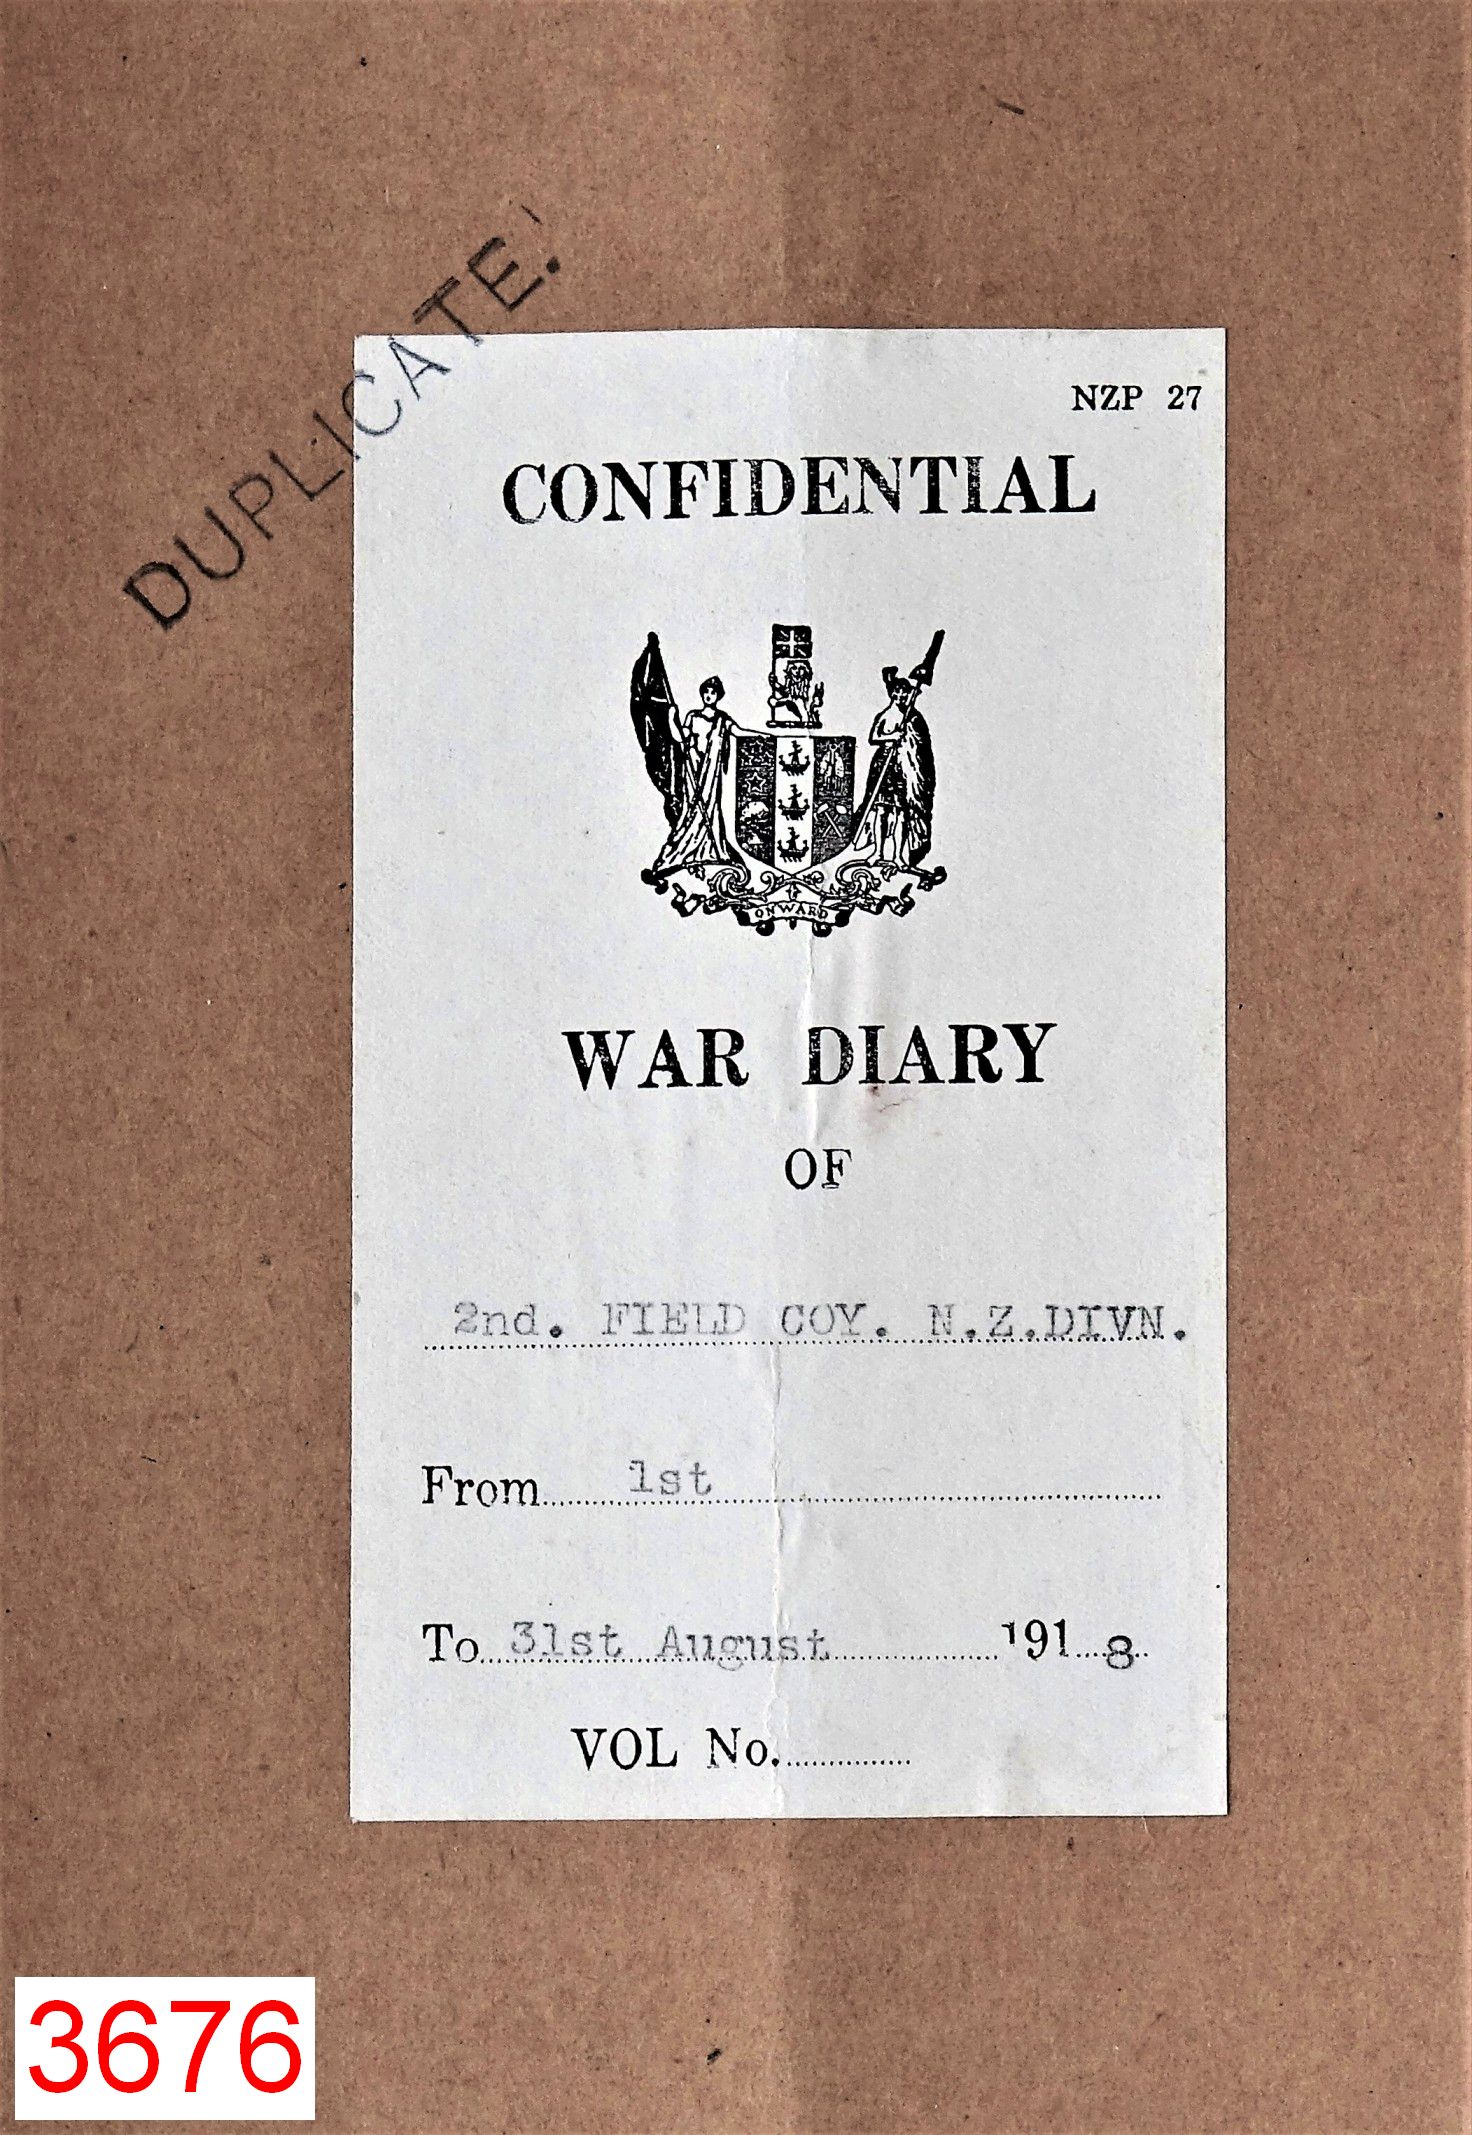 DUPLICATE!
NZP 27
CONFIDENTIAL
ONWARD
WAR DIARY
OF
2nd. FIELD COY. N.Z.DIVN.
From 1st
To 31st August 1918
VOL No.
3676